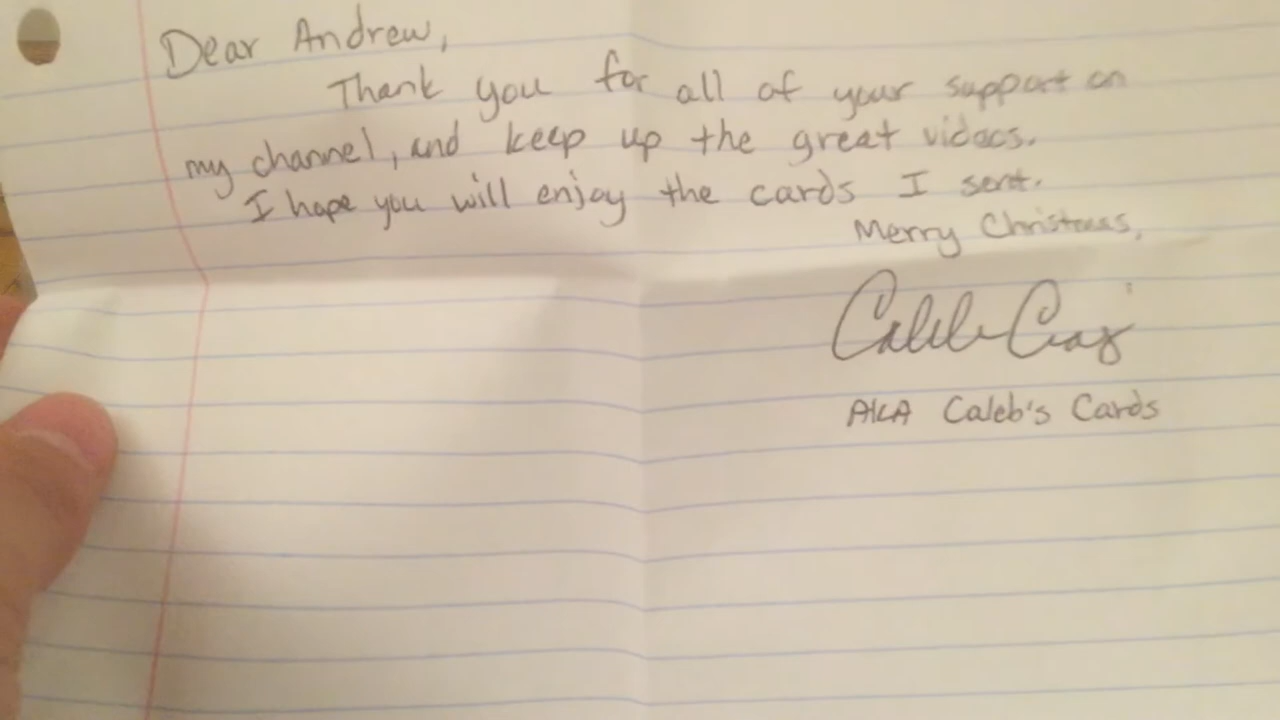 Dear Andrew,
Thank you for all of your support on
my channel, and keep up the great videos.
I hope you will enjoy the cards I sent.
Merry Christmas,
Caleb
AKA Caleb's Cards